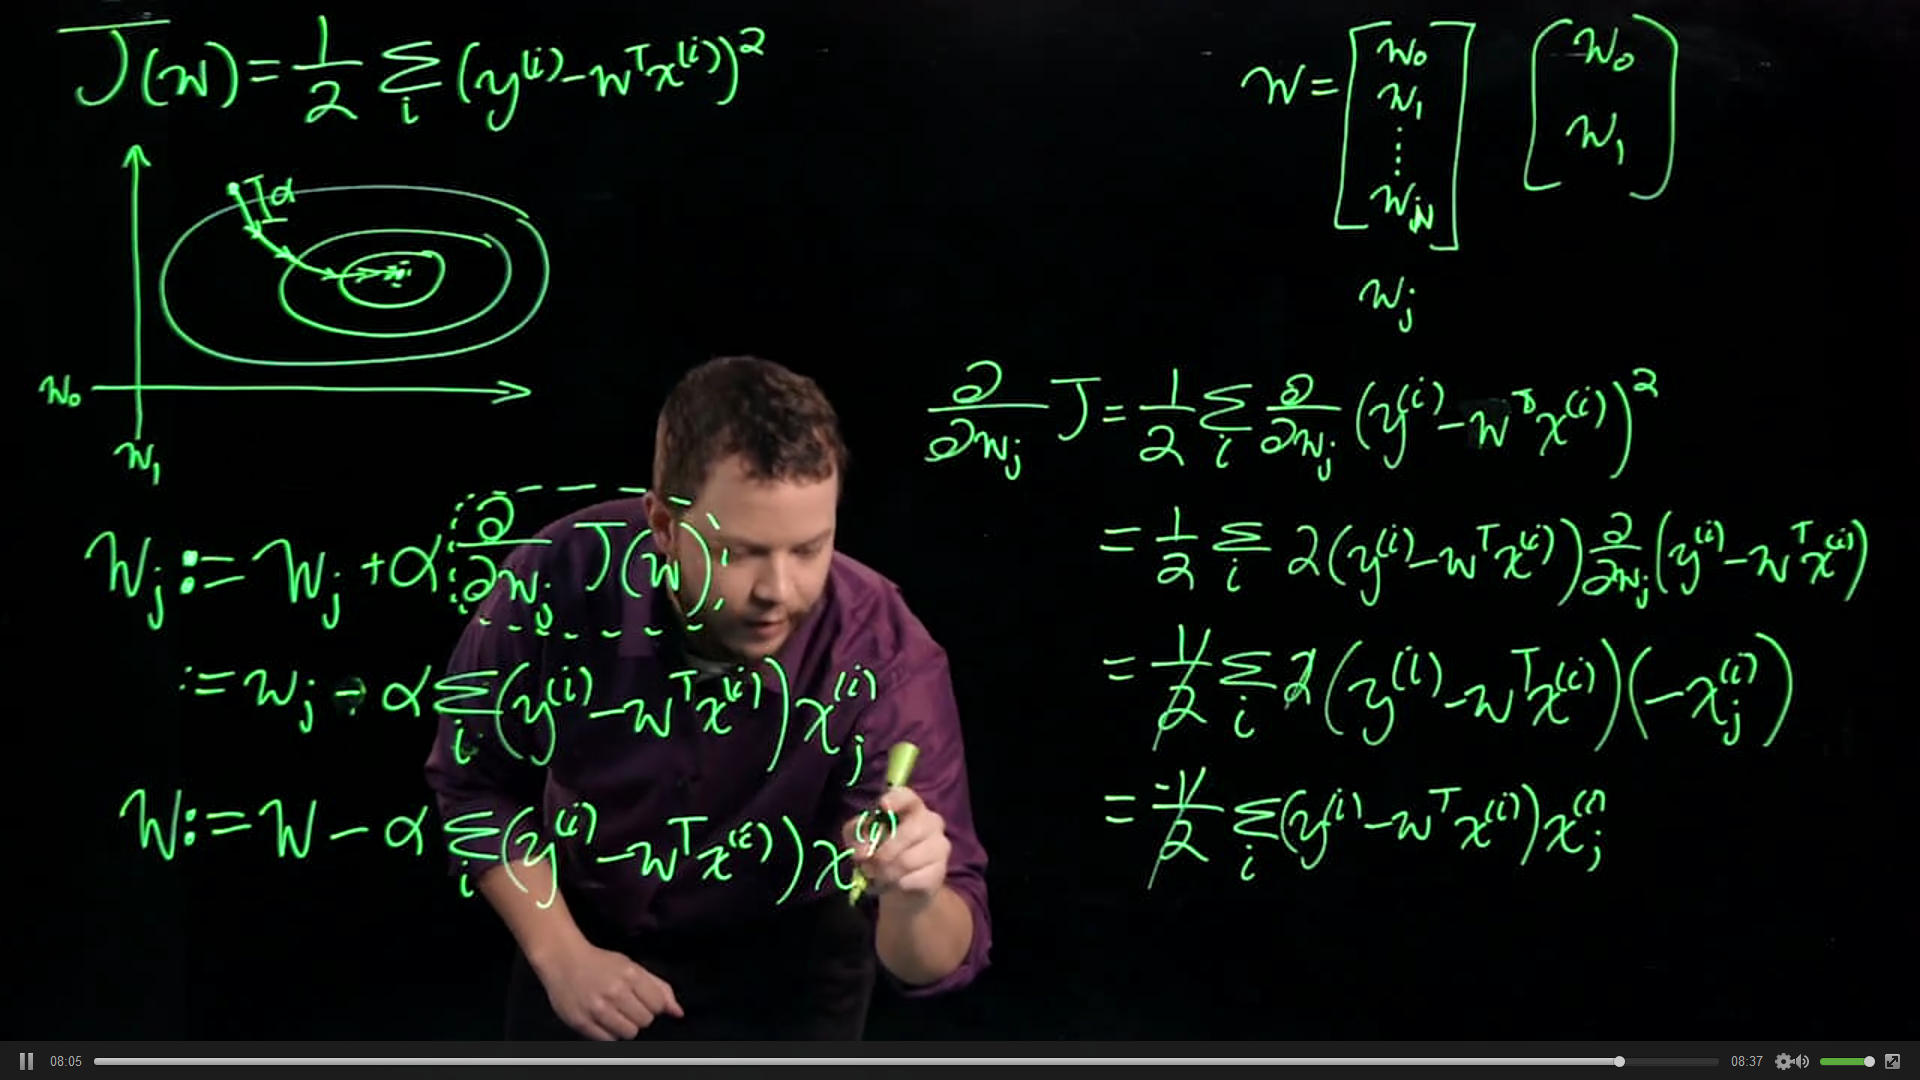 J(w) = 1/2 Σ_i (y^(i) - w^T x^(i))^2
w = [w_0 w_1 ⋮ w_N] [w_0 w_1]
w_j
α
w_0
w_1
w_j := w_j + α ∂/∂w_j J(w)
:= w_j - α Σ_i (y^(i) - w^T x^(i)) x_j^(i)
w := w - α Σ_i (y^(i) - w^T x^(i)) x^(i)
∂/∂w_j J = 1/2 Σ_i ∂/∂w_j (y^(i) - w^T x^(i))^2
= 1/2 Σ_i 2(y^(i) - w^T x^(i)) ∂/∂w_j (y^(i) - w^T x^(i))
= 1/2 Σ_i 2(y^(i) - w^T x^(i))(-x_j^(i))
= -1/2 Σ_i (y^(i) - w^T x^(i)) x_j^(i)
08:05 08:37